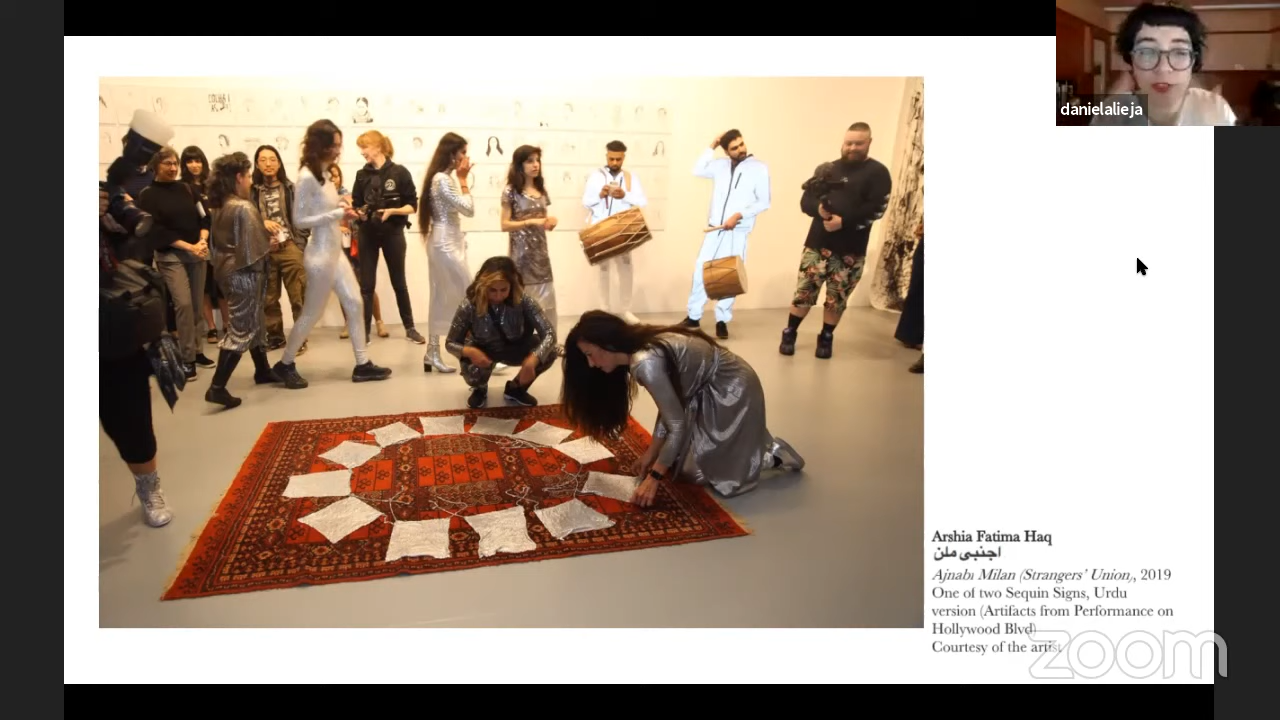 danielalieja
Arshia Fatima Haq
اجنبی ملن
Ajnabi Milan (Strangers' Union), 2019
One of two Sequin Signs, Urdu
version (Artifacts from Performance on
Hollywood Blvd)
Courtesy of the artist
zoom